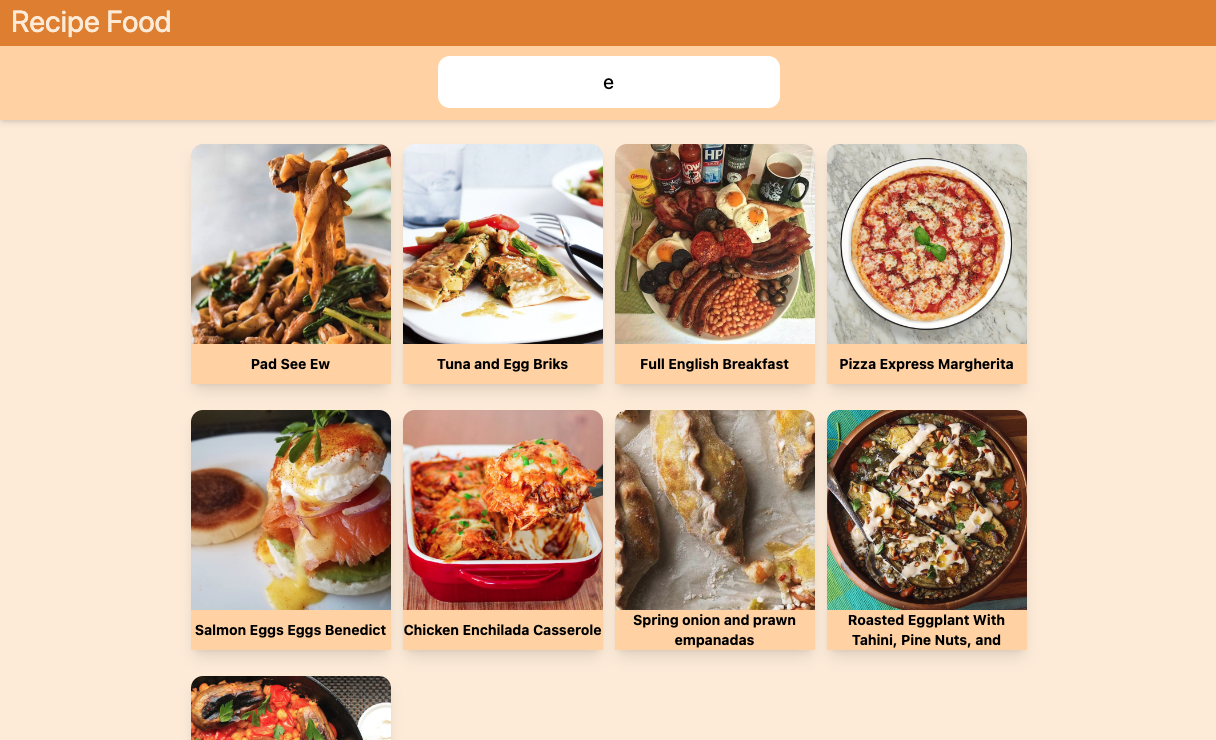 Recipe Food
e
HP
Pad See Ew
Tuna and Egg Briks
Full English Breakfast
Pizza Express Margherita
Salmon Eggs Eggs Benedict
Chicken Enchilada Casserole
Spring onion and prawn
empanadas
Roasted Eggplant With
Tahini, Pine Nuts, and